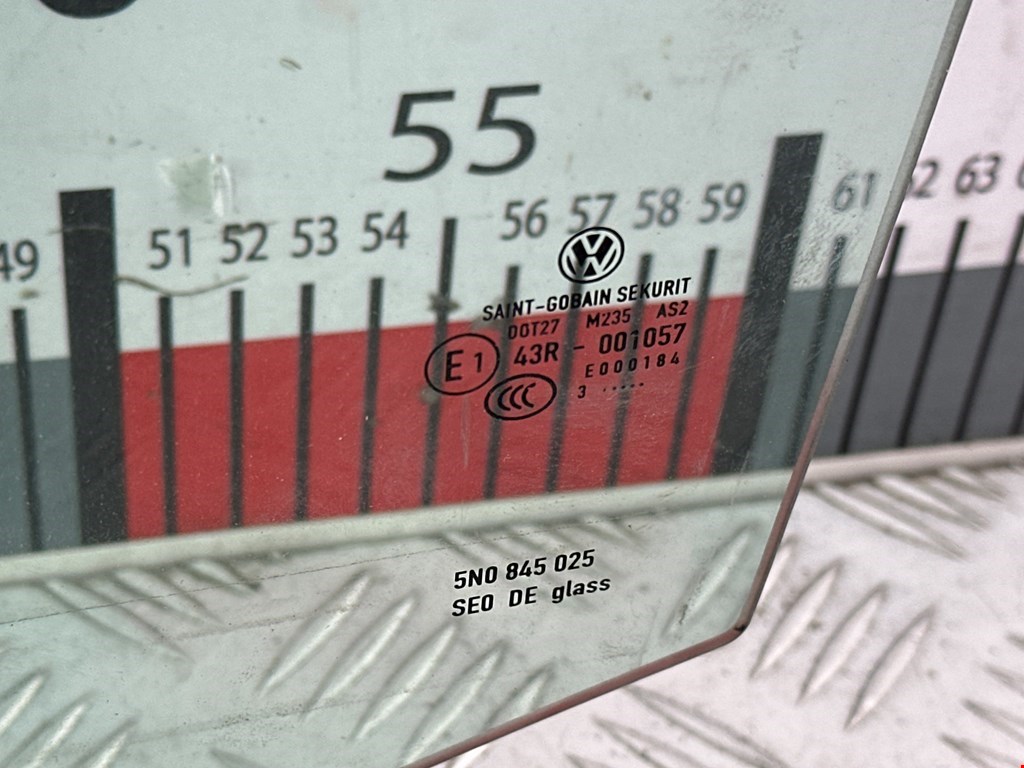 55
49 51 52 53 54 56 57 58 59 61 62 63
SAINT-GOBAIN SEKURIT
DOT27 M235 AS2
E1 43R - 001057
E000184
CCC 3 .....
5N0 845 025
SEO DE glass